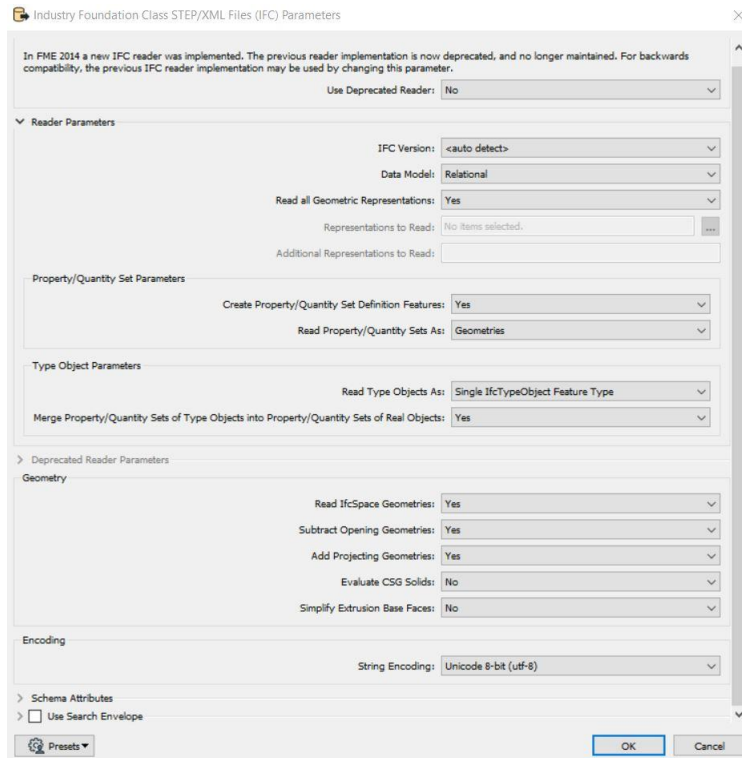 Industry Foundation Class STEP/XML Files (IFC) Parameters
In FME 2014 a new IFC reader was implemented. The previous reader implementation is now deprecated, and no longer maintained. For backwards
compatibility, the previous IFC reader implementation may be used by changing this parameter.
Use Deprecated Reader: No
Reader Parameters
IFC Version: <auto detect>
Data Model: Relational
Read all Geometric Representations: Yes
Representations to Read: No items selected. ...
Additional Representations to Read:
Property/Quantity Set Parameters
Create Property/Quantity Set Definition Features: Yes
Read Property/Quantity Sets As: Geometries
Type Object Parameters
Read Type Objects As: Single IfcTypeObject Feature Type
Merge Property/Quantity Sets of Type Objects into Property/Quantity Sets of Real Objects: Yes
Deprecated Reader Parameters
Geometry
Read IfcSpace Geometries: Yes
Subtract Opening Geometries: Yes
Add Projecting Geometries: Yes
Evaluate CSG Solids: No
Simplify Extrusion Base Faces: No
Encoding
String Encoding: Unicode 8-bit (utf-8)
Schema Attributes
Use Search Envelope
Presets OK Cancel